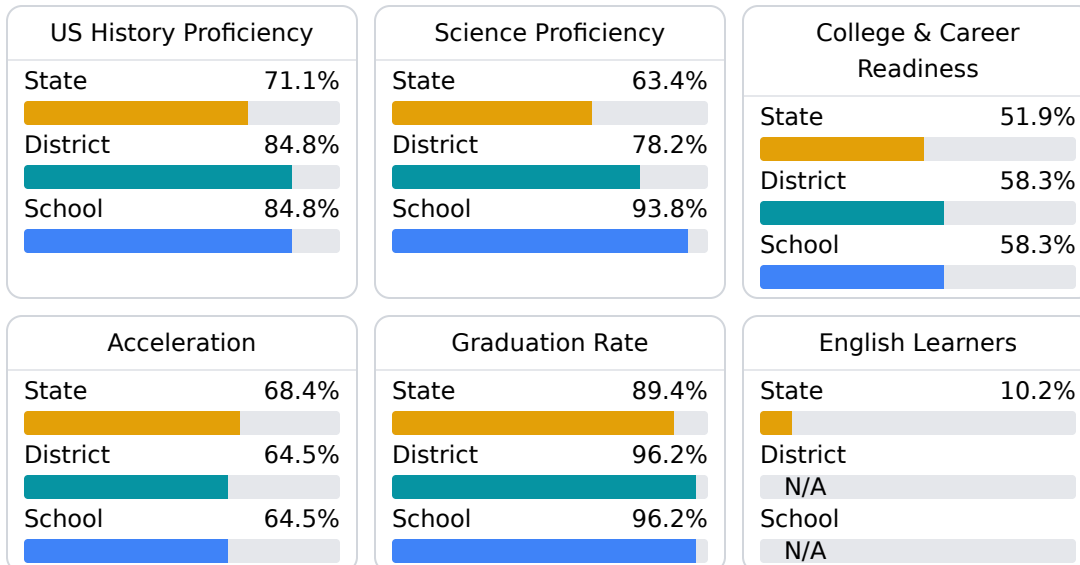 US History Proficiency
State 71.1%
District 84.8%
School 84.8%
Science Proficiency
State 63.4%
District 78.2%
School 93.8%
College & Career
Readiness
State 51.9%
District 58.3%
School 58.3%
Acceleration
State 68.4%
District 64.5%
School 64.5%
Graduation Rate
State 89.4%
District 96.2%
School 96.2%
English Learners
State 10.2%
District
N/A
School
N/A